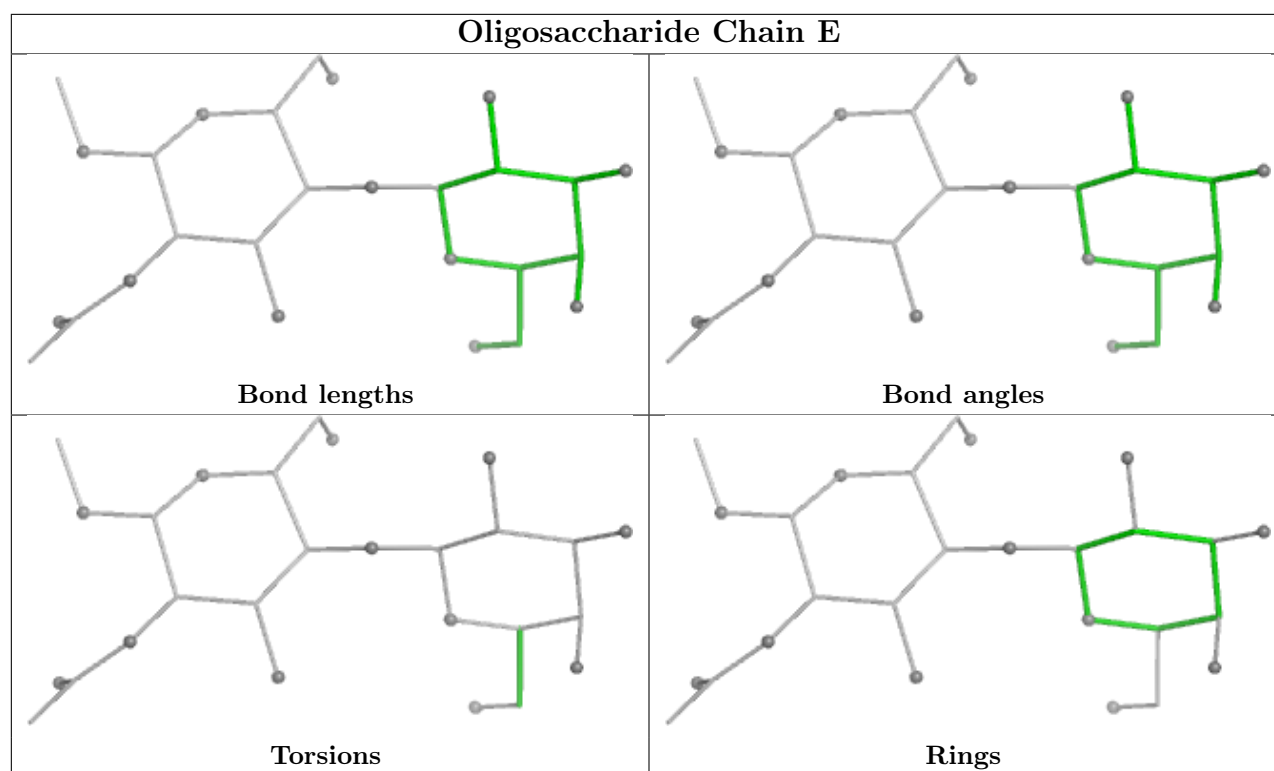 Oligosaccharide Chain E
Bond lengths
Bond angles
Torsions
Rings